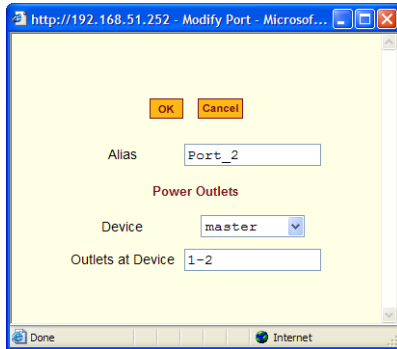 http://192.168.51.252 - Modify Port - Microsof...
OK Cancel
Alias Port_2
Power Outlets
Device master
Outlets at Device 1-2
Done Internet